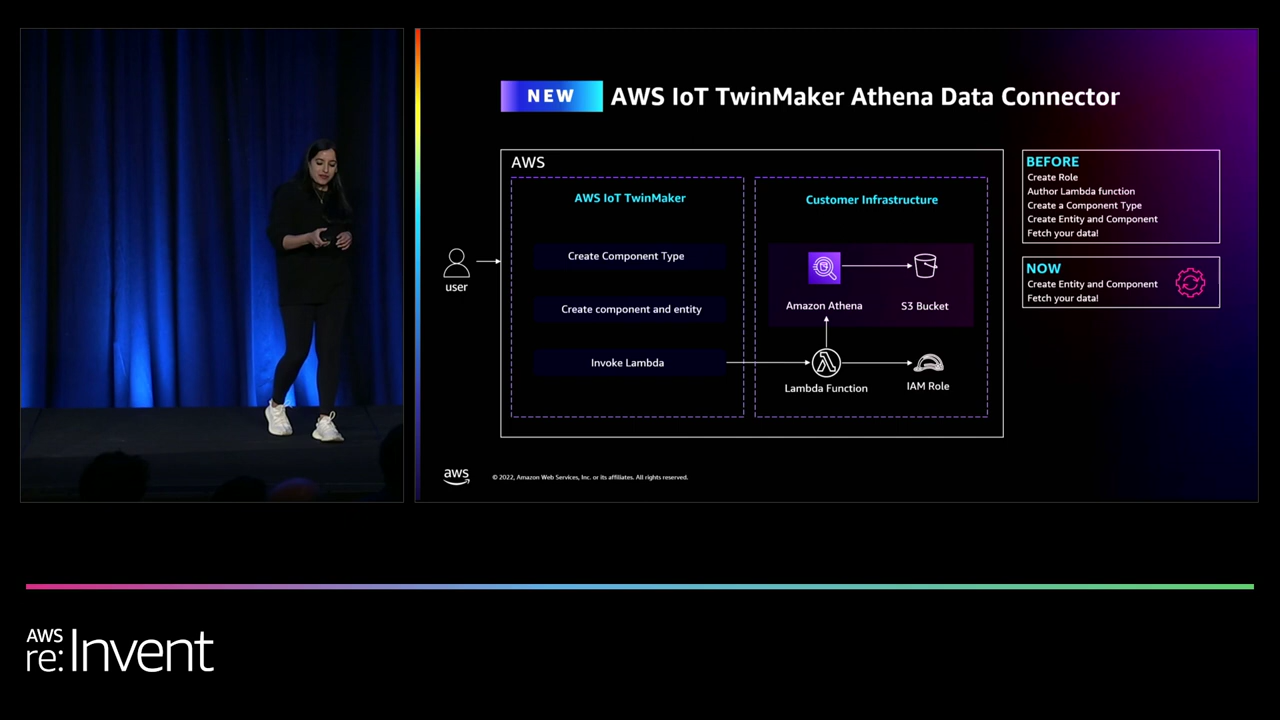 NEW AWS IoT TwinMaker Athena Data Connector
AWS
AWS IoT TwinMaker
Create Component Type
Create component and entity
Invoke Lambda
user
Customer Infrastructure
Amazon Athena
S3 Bucket
Lambda Function
IAM Role
BEFORE
Create Role
Author Lambda function
Create a Component Type
Create Entity and Component
Fetch your data!
NOW
Create Entity and Component
Fetch your data!
aws
© 2022, Amazon Web Services, Inc. or its affiliates. All rights reserved.
AWS
re:Invent